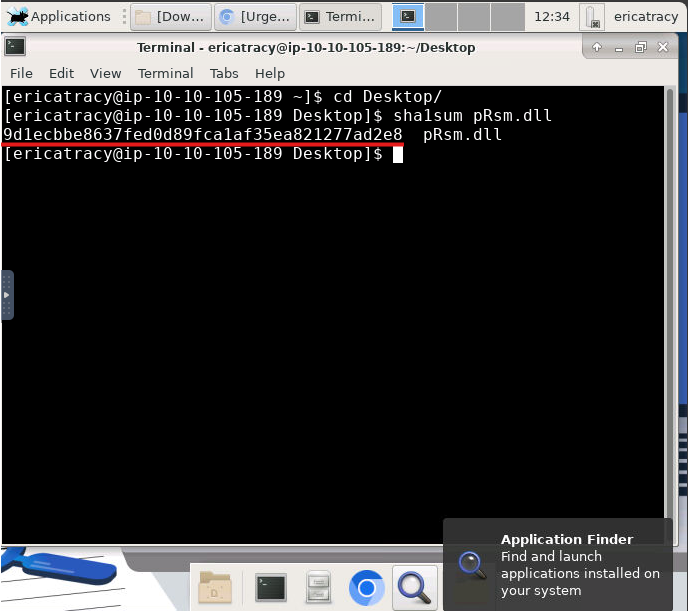 Applications
[Dow...
[Urge...
Termi...
12:34
ericatracy
Terminal - ericatracy@ip-10-10-105-189:~/Desktop
File Edit View Terminal Tabs Help
[ericatracy@ip-10-10-105-189 ~]$ cd Desktop/
[ericatracy@ip-10-10-105-189 Desktop]$ sha1sum pRsm.dll
9d1ecbbe8637fed0d89fca1af35ea821277ad2e8  pRsm.dll
[ericatracy@ip-10-10-105-189 Desktop]$
Application Finder
Find and launch
applications installed on
your system